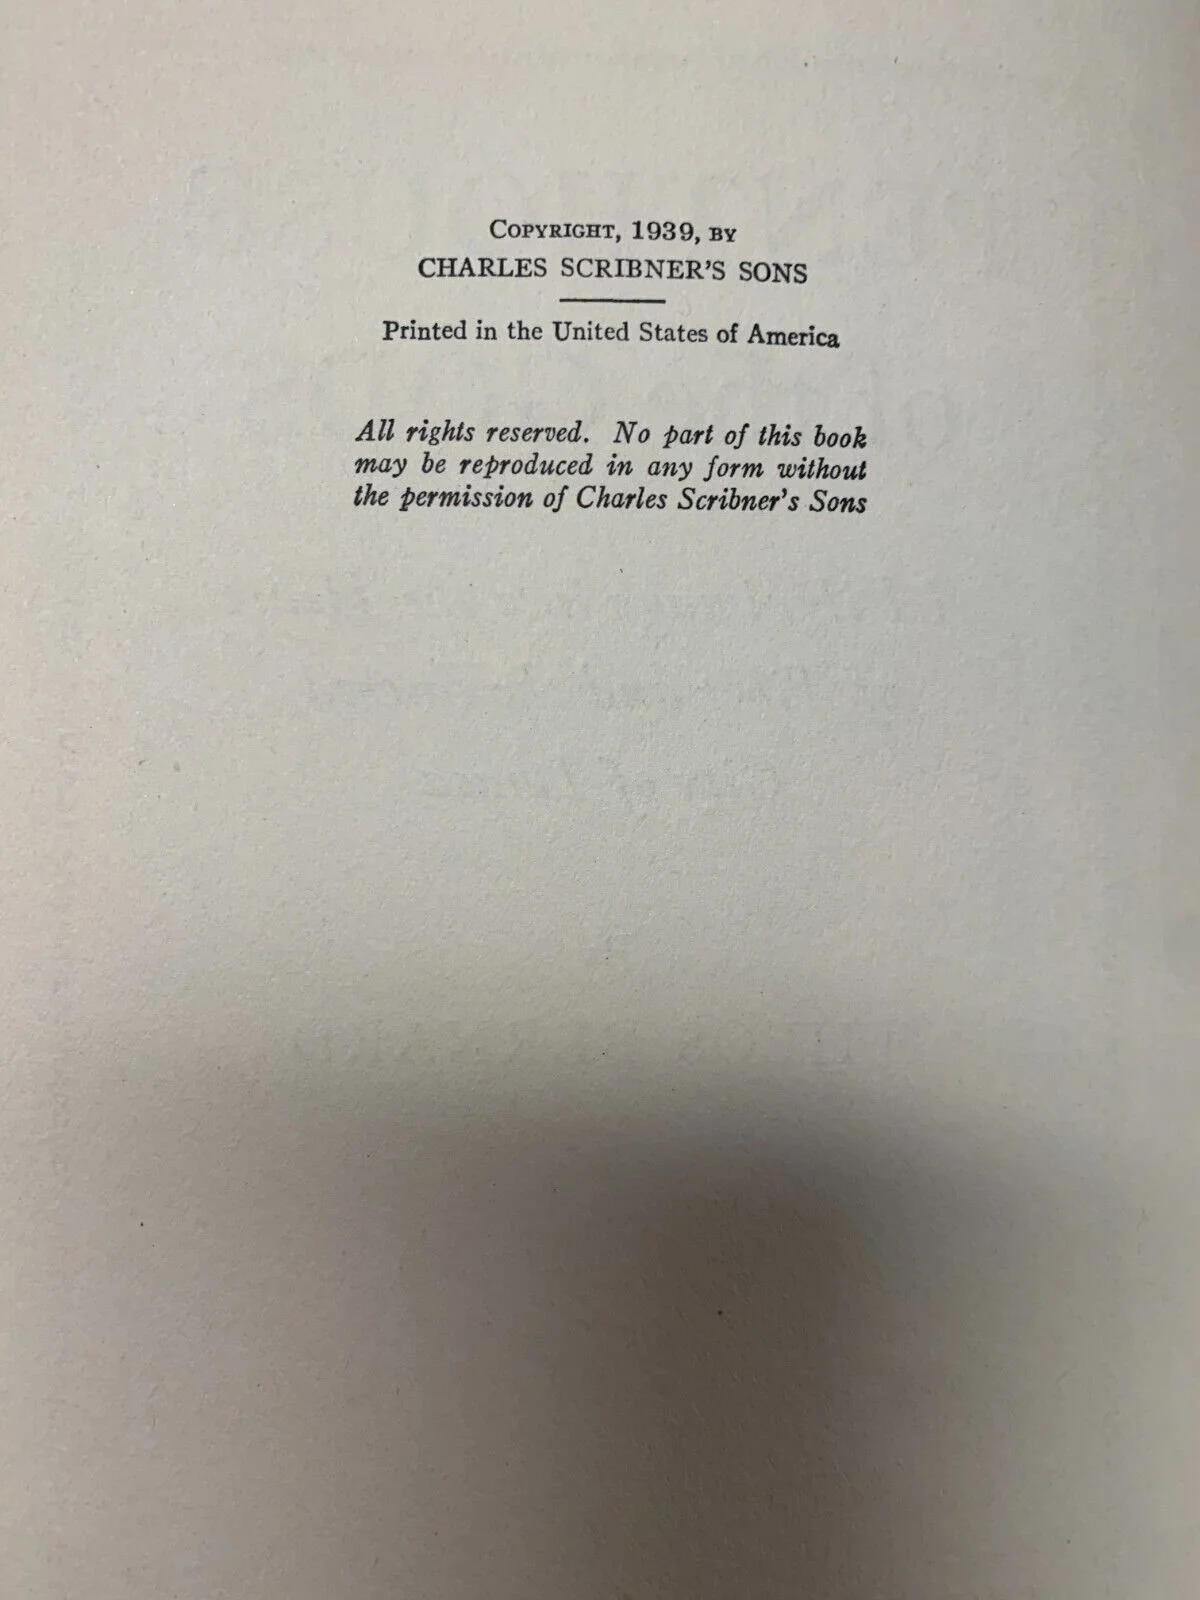 Copyright, 1939, by
CHARLES SCRIBNER'S SONS
Printed in the United States of America
All rights reserved. No part of this book
may be reproduced in any form without
the permission of Charles Scribner's Sons